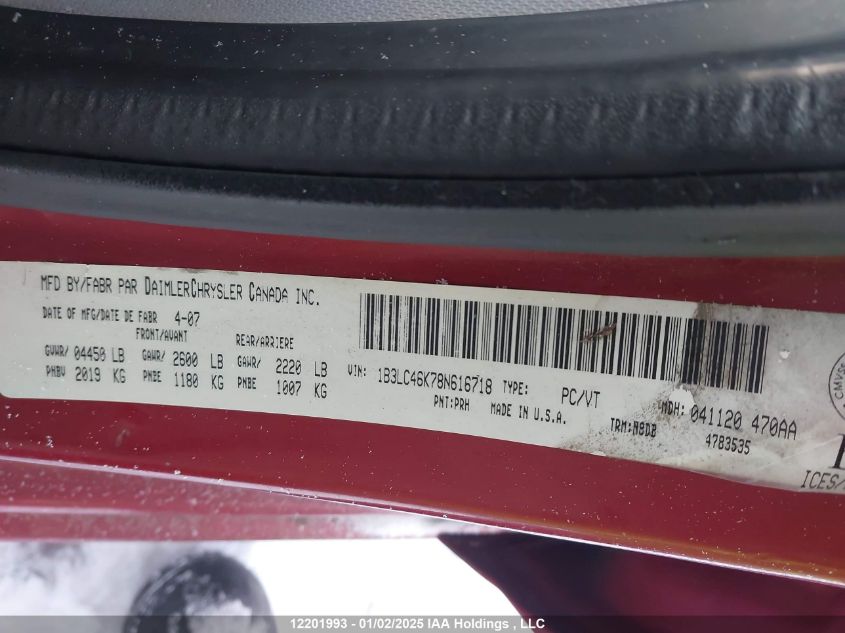 MFD BY/FABR PAR DAIMLERCHRYSLER CANADA INC.
DATE OF MFG/DATE DE FABR 4-07
FRONT/AVANT REAR/ARRIERE
GVWR/ 04450 LB GAWR/ 2600 LB GAWR/ 2220 LB
PNBV 2019 KG PNBE 1180 KG PNBE 1007 KG
VIN: 1B3LC46K78N616718 TYPE: PC/VT MDH: 041120 470AA
PNT:PRH MADE IN U.S.A. TRM:N8DB 4783535
ICES/
12201993 - 01/02/2025 IAA Holdings , LLC